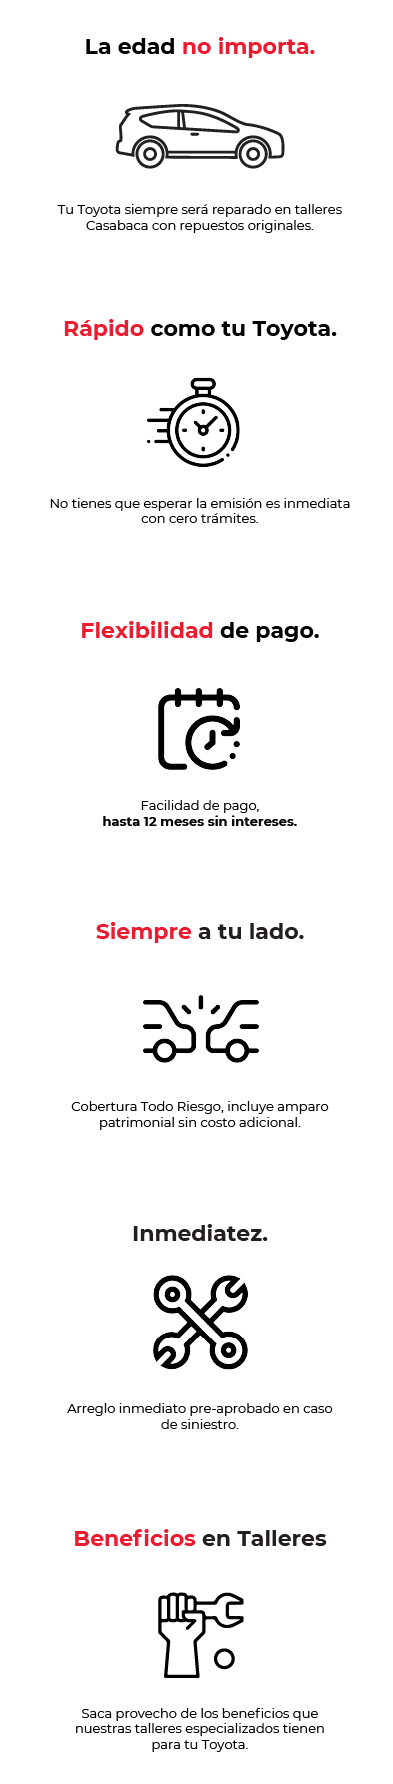 La edad no importa.
Tu Toyota siempre será reparado en talleres
Casabaca con repuestos originales.
Rápido como tu Toyota.
No tienes que esperar la emisión es inmediata
con cero trámites.
Flexibilidad de pago.
Facilidad de pago,
hasta 12 meses sin intereses.
Siempre a tu lado.
Cobertura Todo Riesgo, incluye amparo
patrimonial sin costo adicional.
Inmediatez.
Arreglo inmediato pre-aprobado en caso
de siniestro.
Beneficios en Talleres
Saca provecho de los beneficios que
nuestras talleres especializados tienen
para tu Toyota.